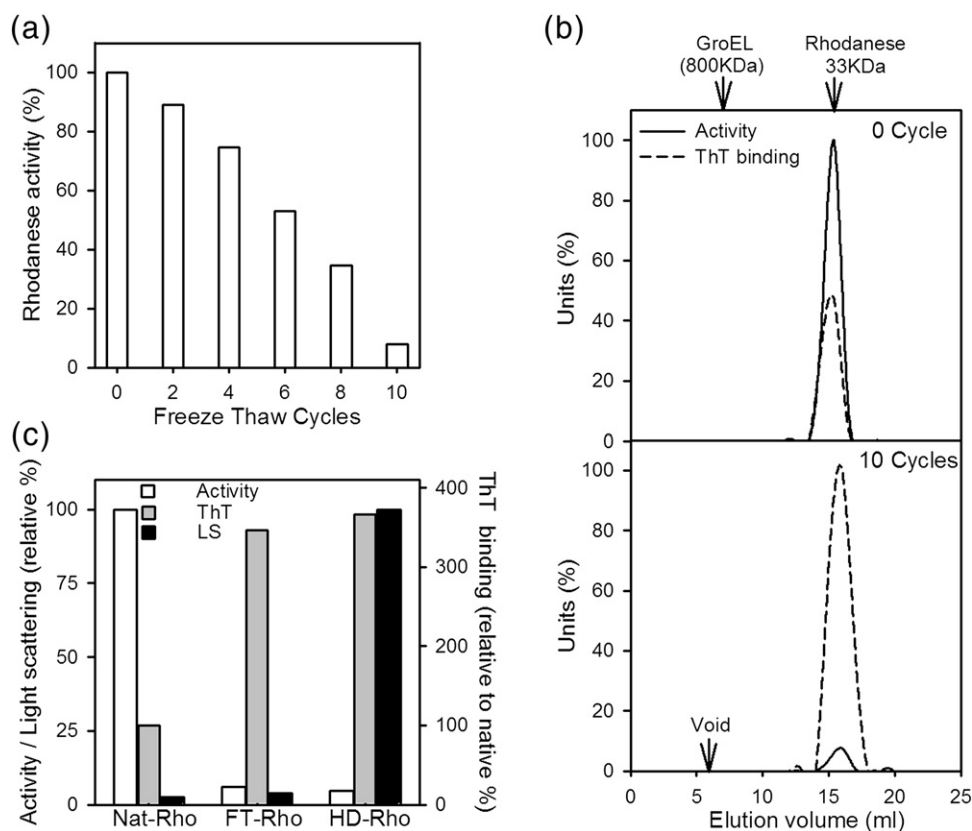 (a)
100
80
60
40
20
0
Rhodanese activity (%)
0 2 4 6 8 10
Freeze Thaw Cycles
(b)
GroEL
(800KDa)
Rhodanese
33KDa
Activity
ThT binding
0 Cycle
100
80
60
40
20
0
Units (%)
10 Cycles
100
80
60
40
20
0
Units (%)
Void
0 5 10 15 20 25
Elution volume (ml)
(c)
Activity
ThT
LS
100
75
50
25
0
Activity / Light scattering (relative %)
400
300
200
100
0
ThT binding (relative to native %)
Nat-Rho FT-Rho HD-Rho